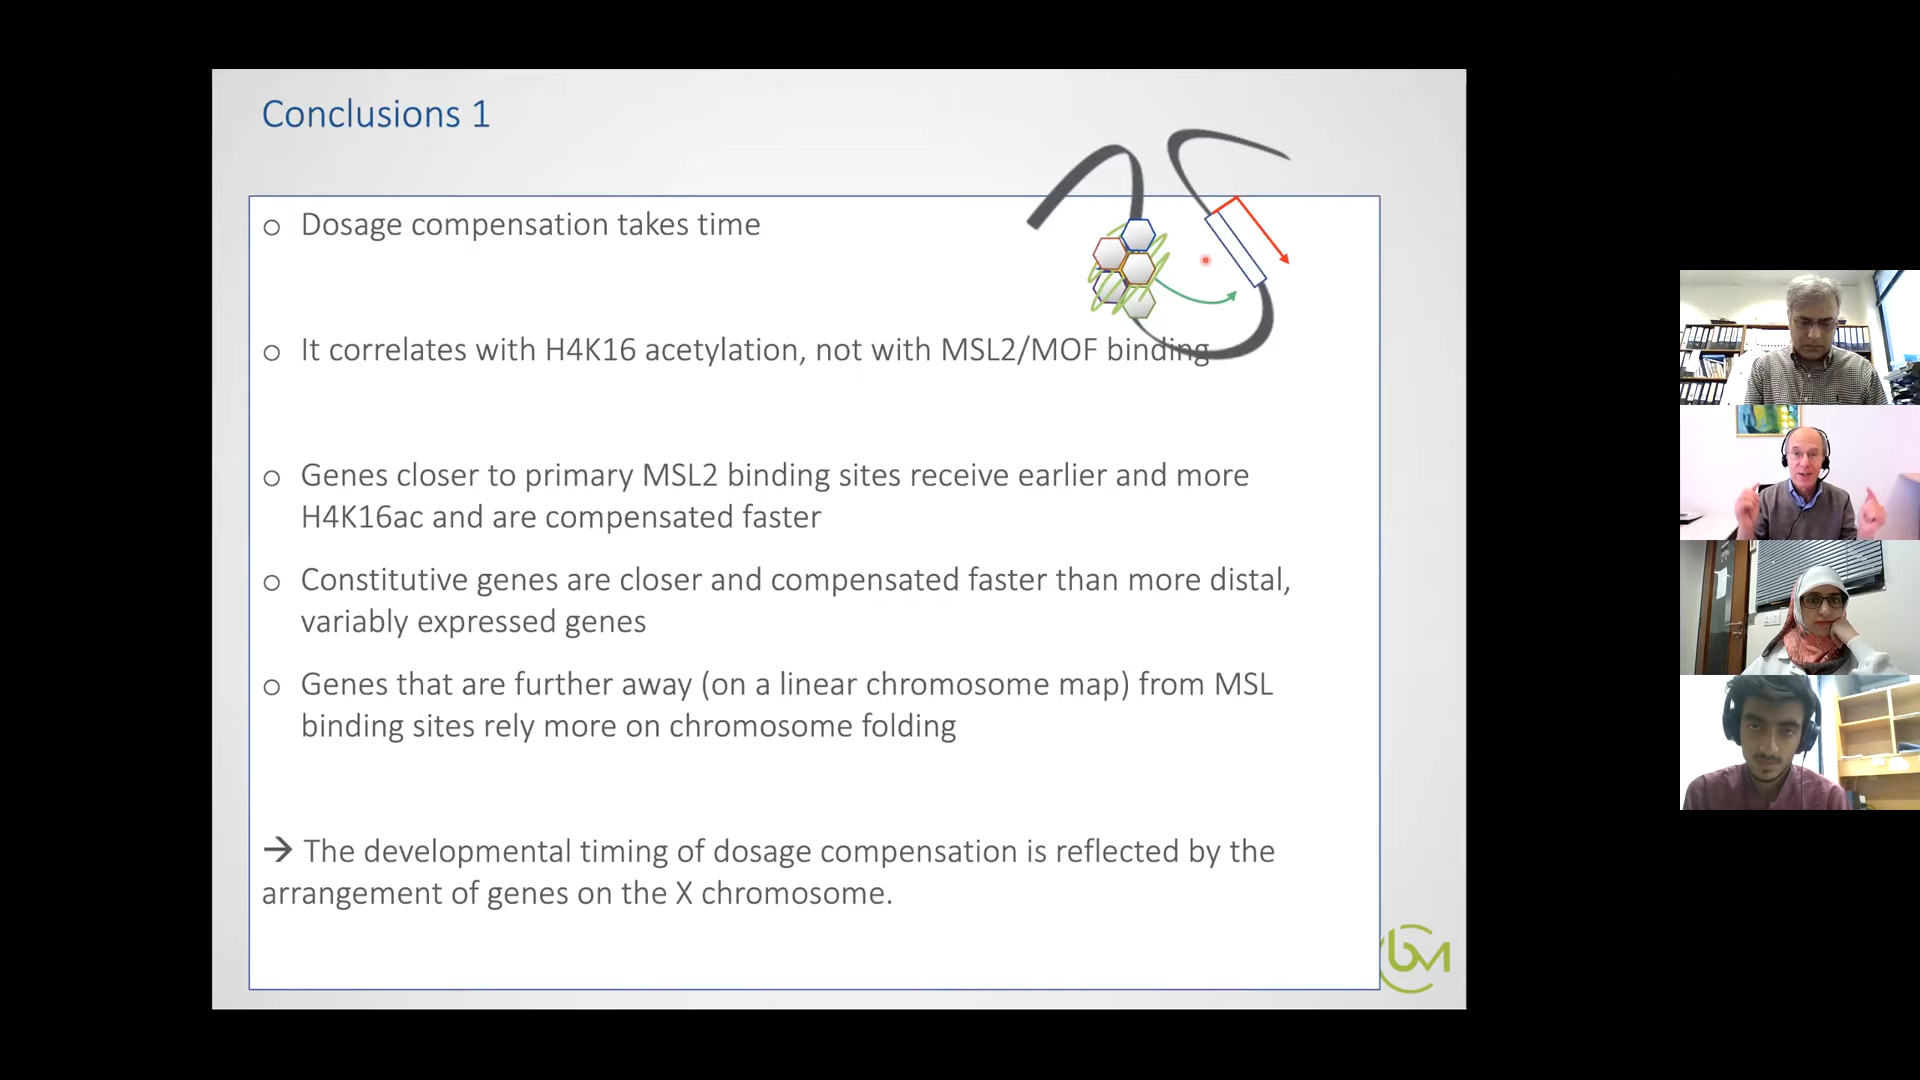 Conclusions 1
o Dosage compensation takes time
o It correlates with H4K16 acetylation, not with MSL2/MOF binding
o Genes closer to primary MSL2 binding sites receive earlier and more
H4K16ac and are compensated faster
o Constitutive genes are closer and compensated faster than more distal,
variably expressed genes
o Genes that are further away (on a linear chromosome map) from MSL
binding sites rely more on chromosome folding
→ The developmental timing of dosage compensation is reflected by the
arrangement of genes on the X chromosome.
bM